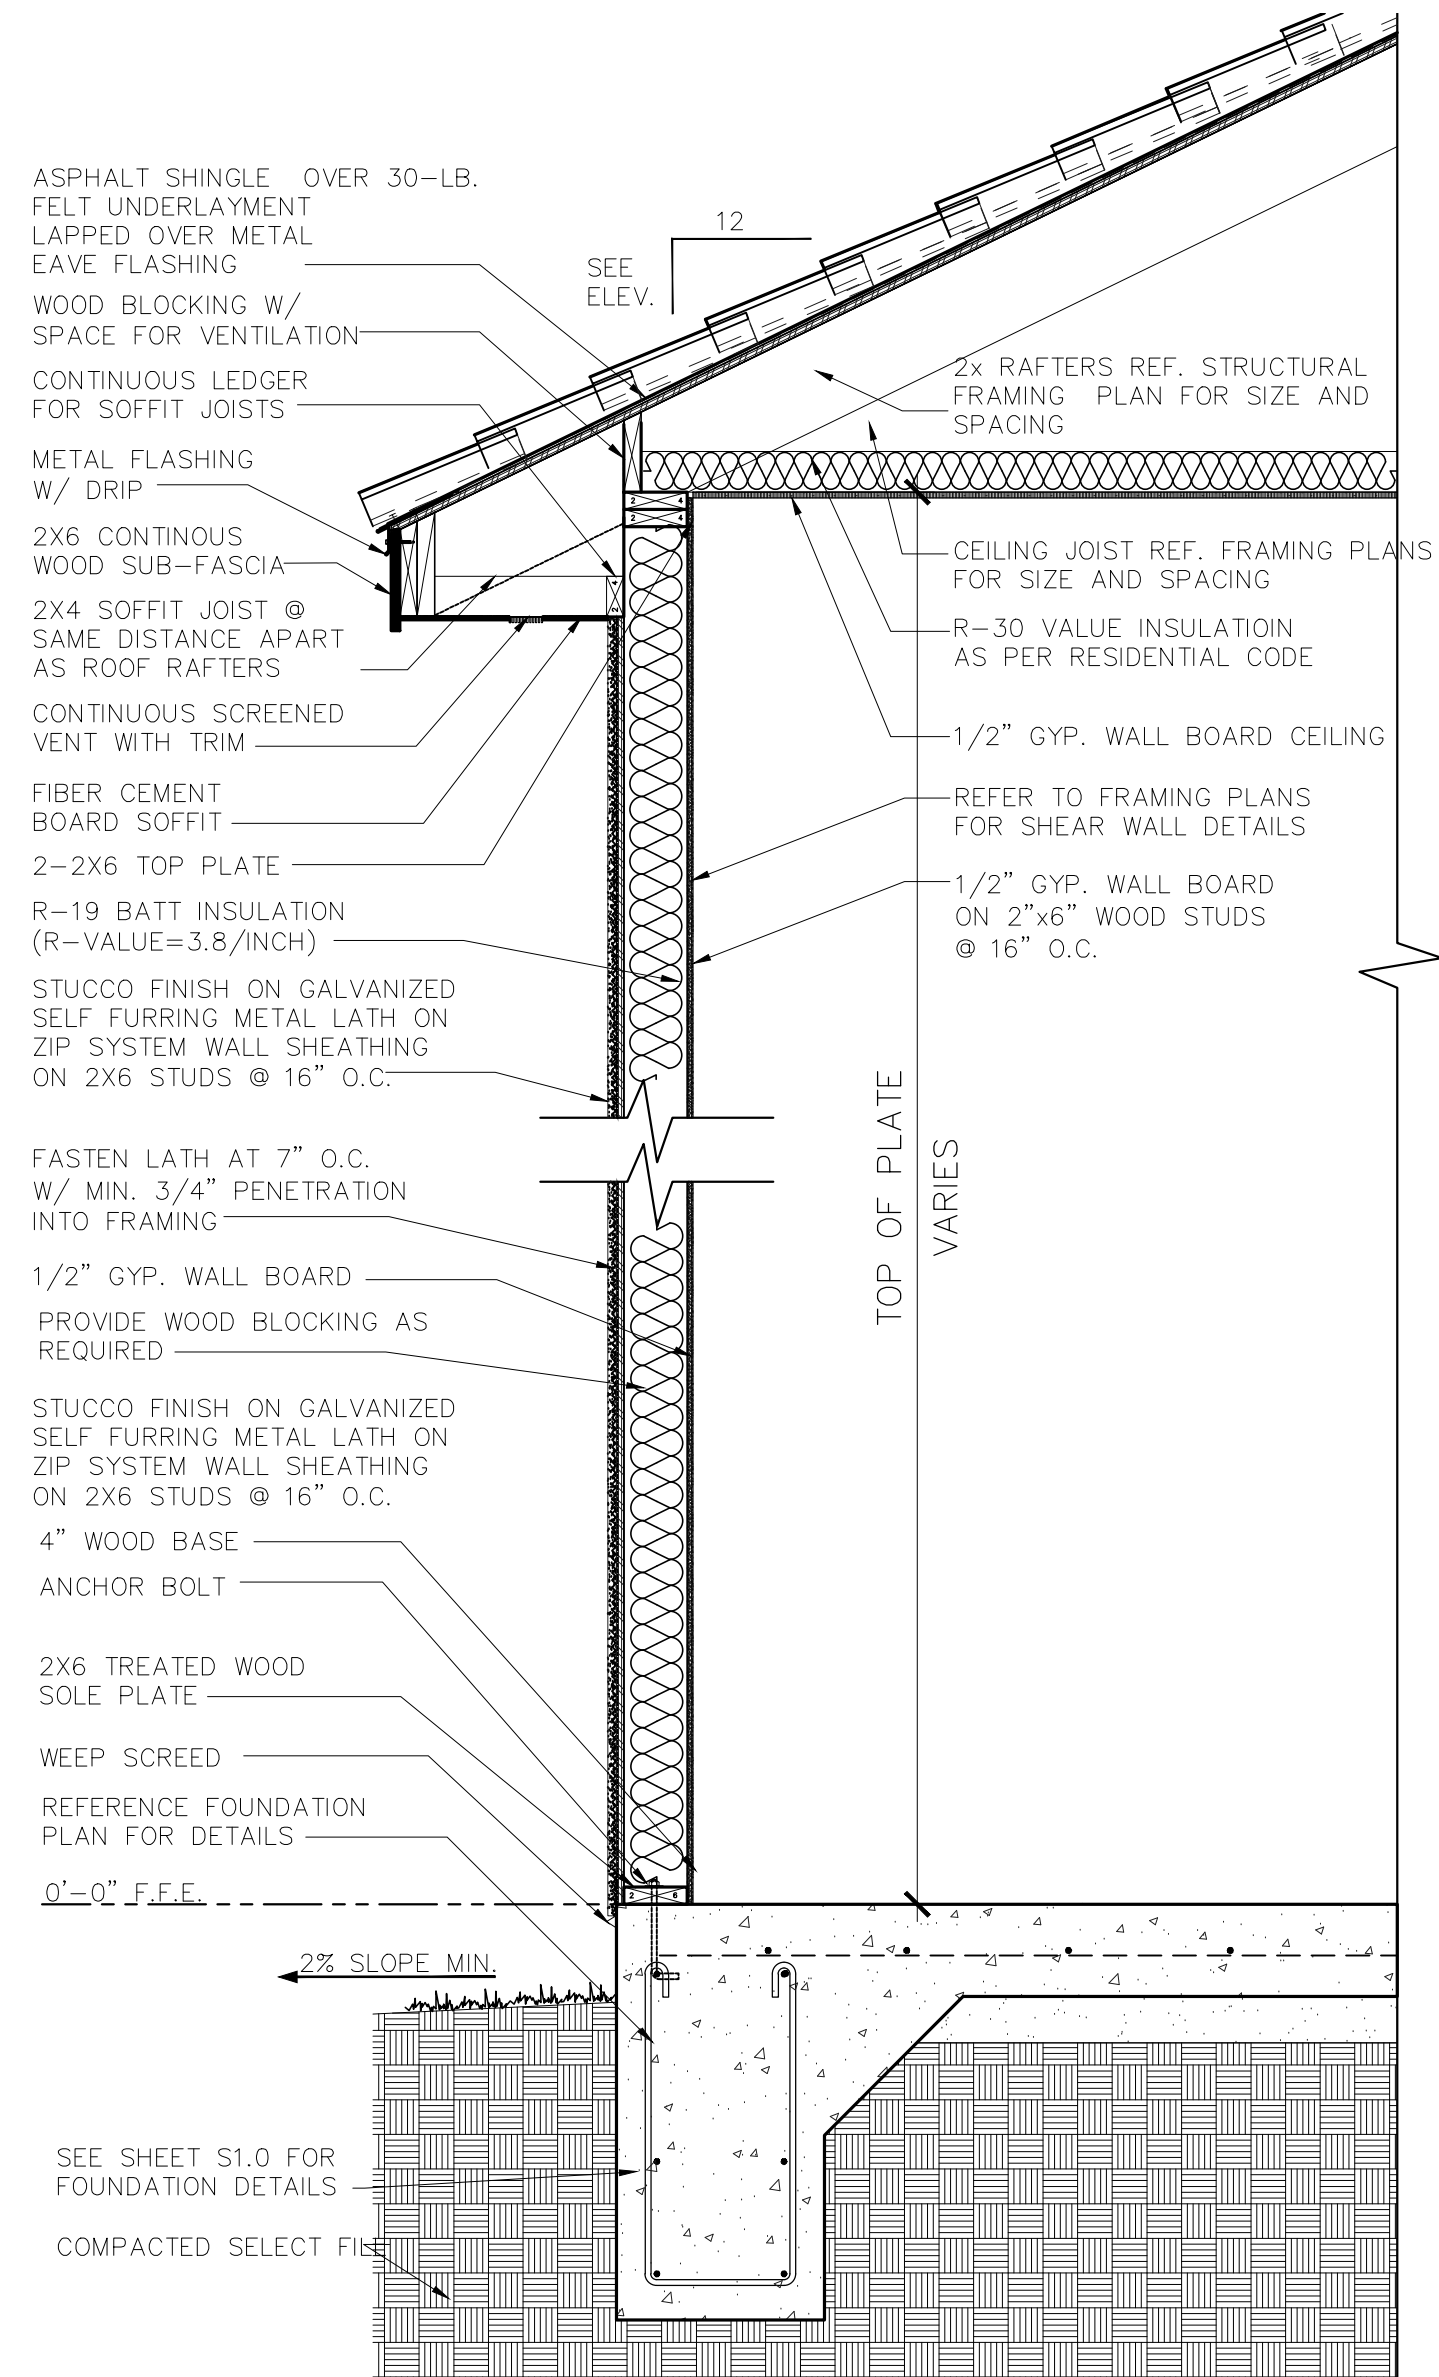 ASPHALT SHINGLE OVER 30-LB.
FELT UNDERLAYMENT
LAPPED OVER METAL
EAVE FLASHING
WOOD BLOCKING W/
SPACE FOR VENTILATION
CONTINUOUS LEDGER
FOR SOFFIT JOISTS
METAL FLASHING
W/ DRIP
2X6 CONTINOUS
WOOD SUB-FASCIA
2X4 SOFFIT JOIST @
SAME DISTANCE APART
AS ROOF RAFTERS
CONTINUOUS SCREENED
VENT WITH TRIM
FIBER CEMENT
BOARD SOFFIT
2-2X6 TOP PLATE
R-19 BATT INSULATION
(R-VALUE=3.8/INCH)
STUCCO FINISH ON GALVANIZED
SELF FURRING METAL LATH ON
ZIP SYSTEM WALL SHEATHING
ON 2X6 STUDS @ 16" O.C.
FASTEN LATH AT 7" O.C.
W/ MIN. 3/4" PENETRATION
INTO FRAMING
1/2" GYP. WALL BOARD
PROVIDE WOOD BLOCKING AS
REQUIRED
STUCCO FINISH ON GALVANIZED
SELF FURRING METAL LATH ON
ZIP SYSTEM WALL SHEATHING
ON 2X6 STUDS @ 16" O.C.
4" WOOD BASE
ANCHOR BOLT
2X6 TREATED WOOD
SOLE PLATE
WEEP SCREED
REFERENCE FOUNDATION
PLAN FOR DETAILS
0'-0" F.F.E.
2% SLOPE MIN.
SEE SHEET S1.0 FOR
FOUNDATION DETAILS
COMPACTED SELECT FILL
12
SEE
ELEV.
2 4
2 4
4
2
2 6
2x RAFTERS REF. STRUCTURAL
FRAMING PLAN FOR SIZE AND
SPACING
CEILING JOIST REF. FRAMING PLANS
FOR SIZE AND SPACING
R-30 VALUE INSULATIOIN
AS PER RESIDENTIAL CODE
1/2" GYP. WALL BOARD CEILING
REFER TO FRAMING PLANS
FOR SHEAR WALL DETAILS
1/2" GYP. WALL BOARD
ON 2"x6" WOOD STUDS
@ 16" O.C.
TOP OF PLATE
VARIES